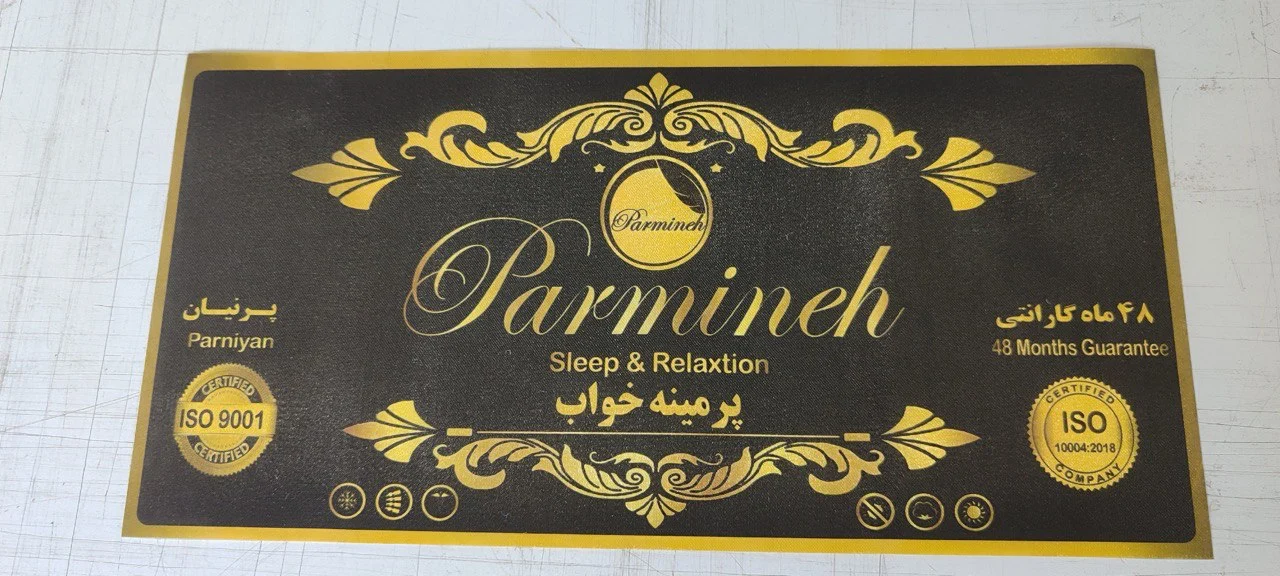 Parmineh
Parmineh
Sleep & Relaxtion
پرمینه خواب
پرنیان
Parniyan
CERTIFIED
ISO 9001
CERTIFIED
۴۸ ماه گارانتی
48 Months Guarantee
CERTIFIED
ISO
10004:2018
COMPANY